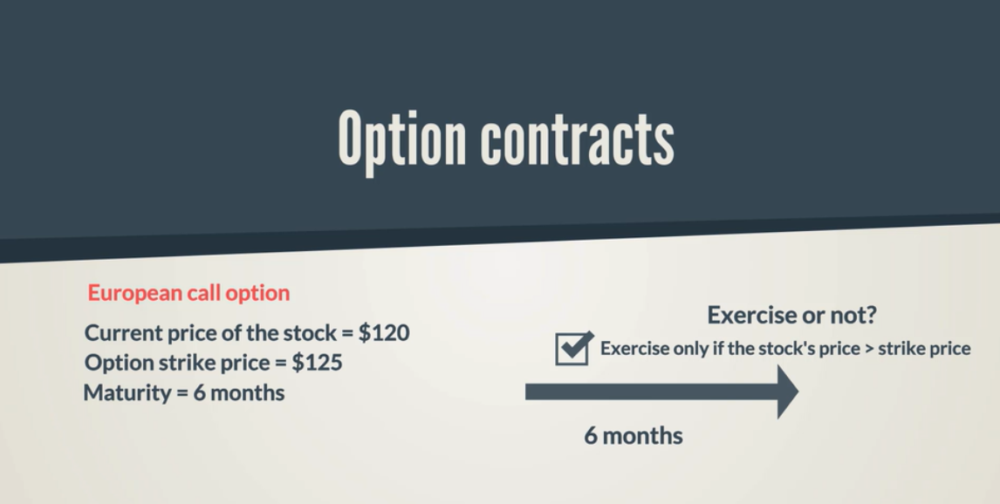 Option contracts
European call option
Current price of the stock = $120
Option strike price = $125
Maturity = 6 months
Exercise or not?
Exercise only if the stock's price > strike price
6 months